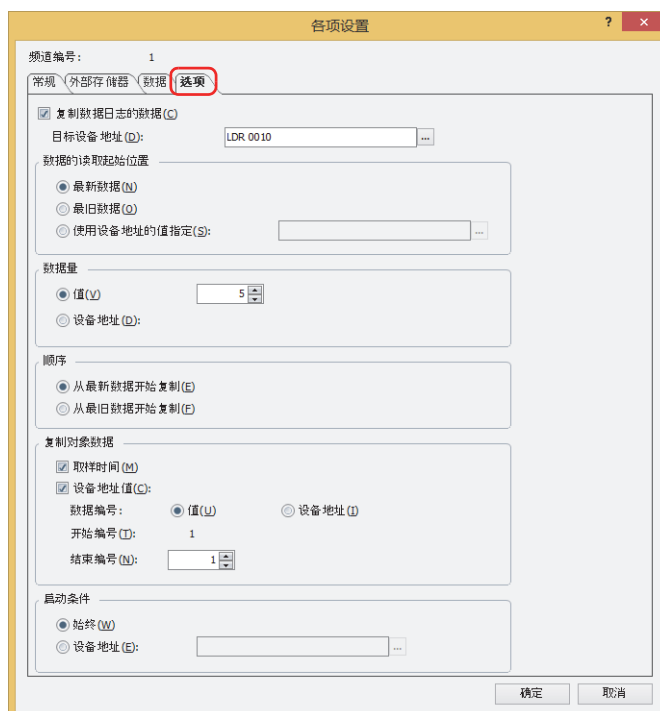 各项设置
频道编号: 1
常规 外部存储器 数据 选项
复制数据日志的数据(C)
目标设备地址(D): LDR 0010 ...
数据的读取起始位置
最新数据(N)
最旧数据(O)
使用设备地址的值指定(S): ...
数据量
值(V) 5
设备地址(D):
顺序
从最新数据开始复制(E)
从最旧数据开始复制(F)
复制对象数据
取样时间(M)
设备地址值(C):
数据编号: 值(U) 设备地址(I)
开始编号(T): 1
结束编号(N): 1
启动条件
始终(W)
设备地址(E): ...
确定 取消